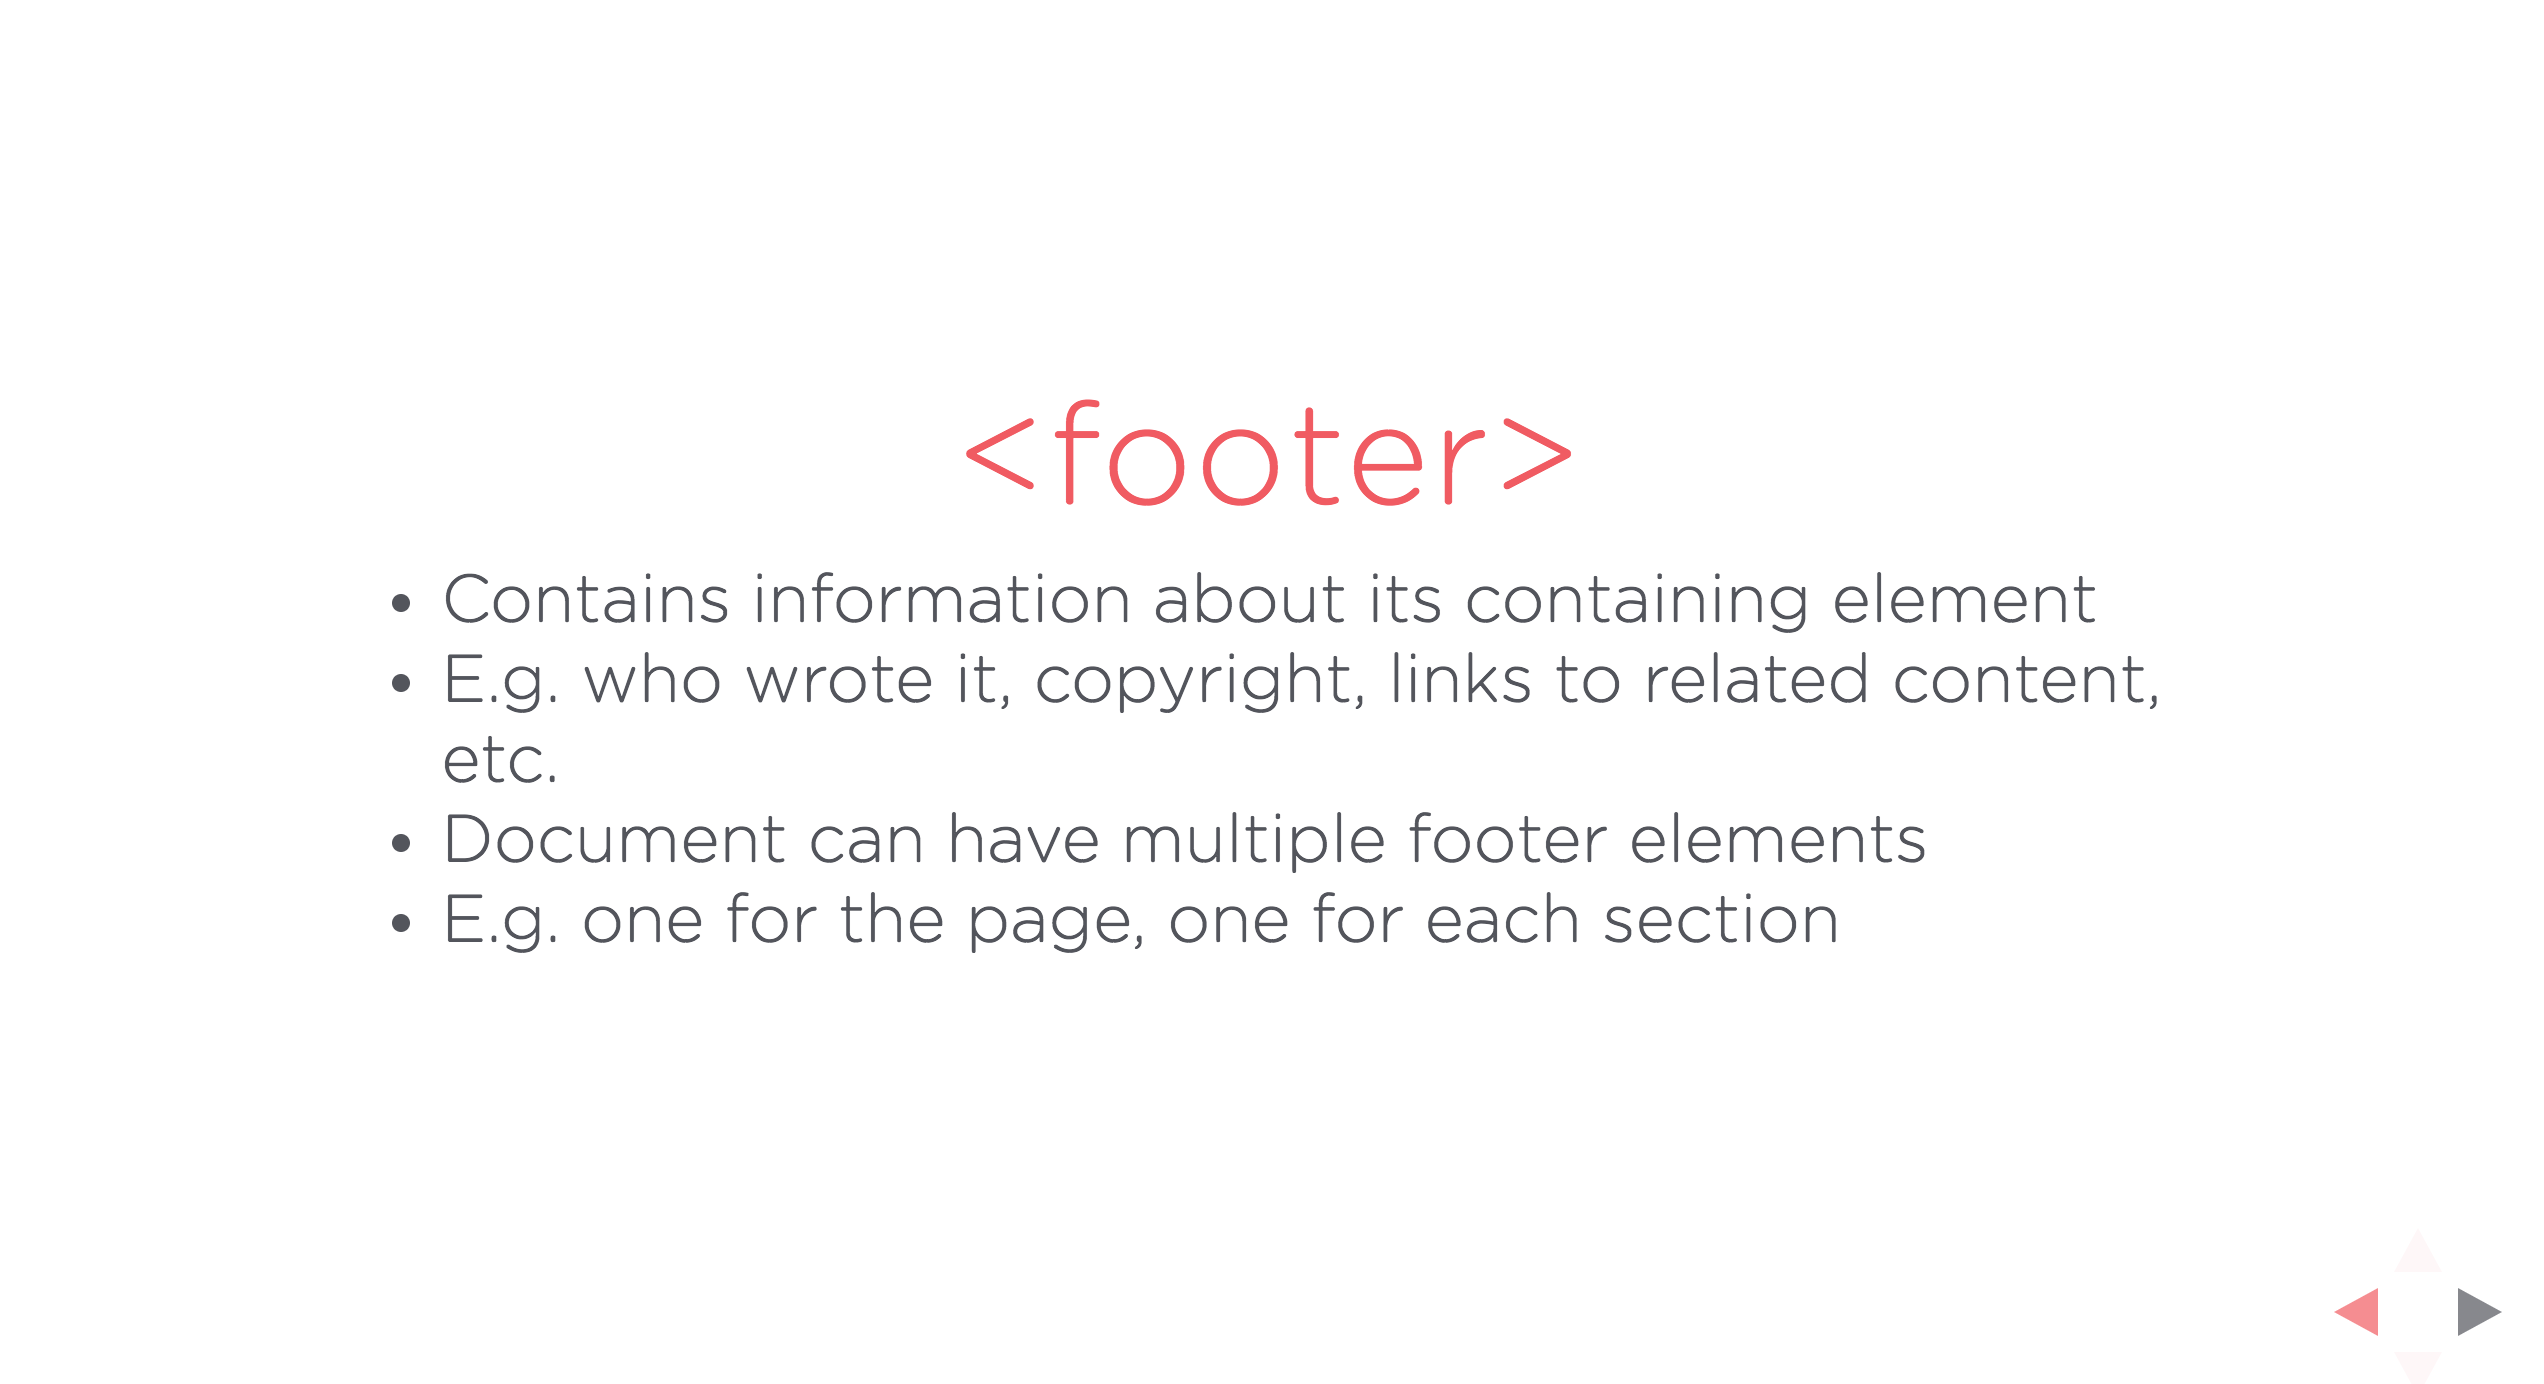 <footer>
• Contains information about its containing element
• E.g. who wrote it, copyright, links to related content,
etc.
• Document can have multiple footer elements
• E.g. one for the page, one for each section